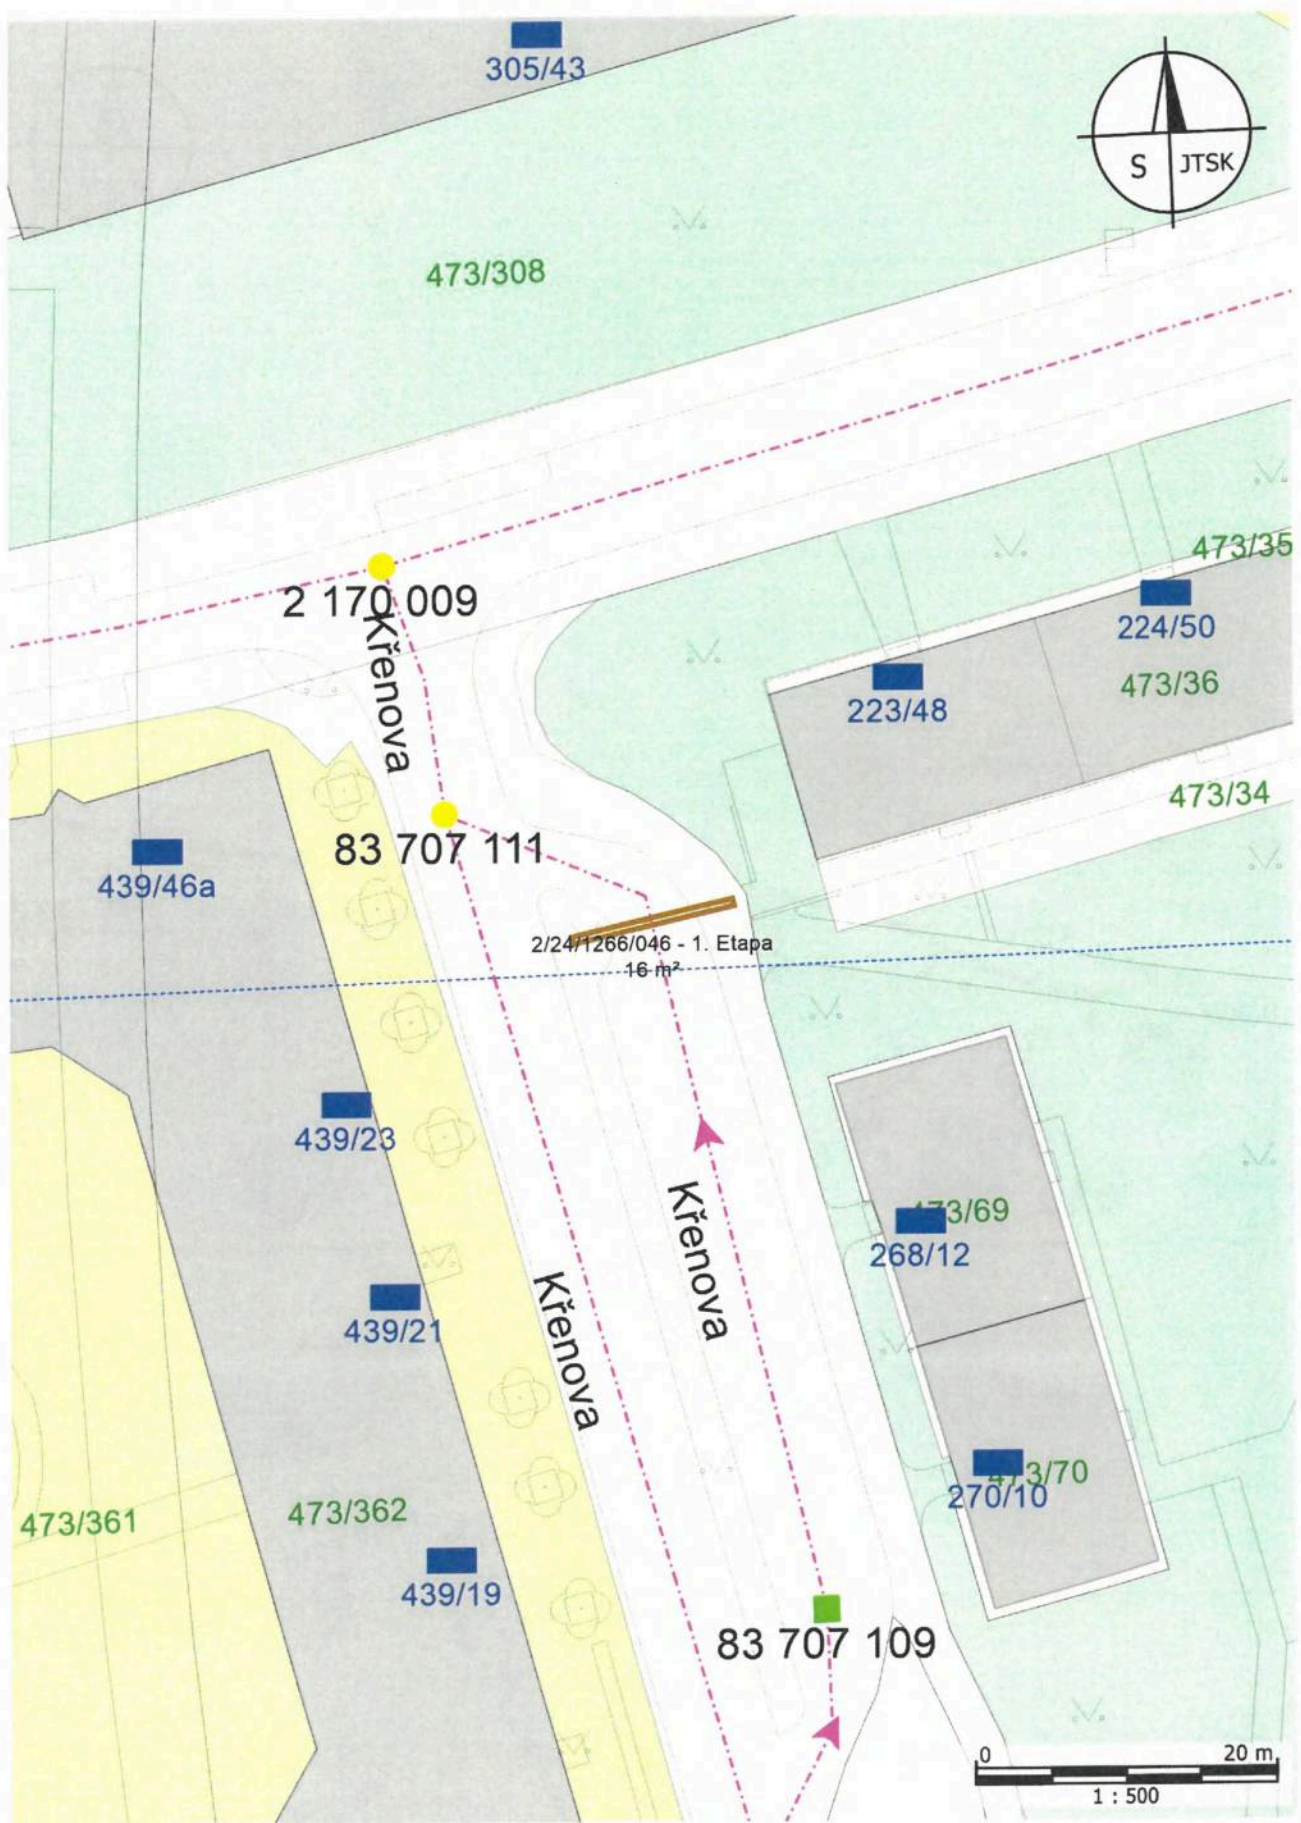 305/43
S JTSK
473/308
473/35
2 170 009
Křenova
224/50
473/36
223/48
473/34
83 707 111
439/46a
2/24/1266/046 - 1. Etapa
16 m²
439/23
473/69
268/12
Křenova
Křenova
439/21
473/70
270/10
473/361
473/362
439/19
83 707 109
0 20 m
1 : 500